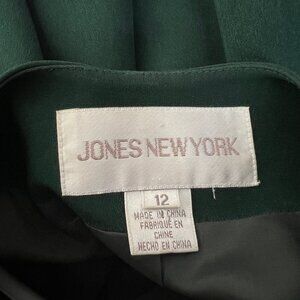 JONES NEW YORK
12
MADE IN CHINA
FABRIQUÉ EN
CHINE
HECHO EN CHINA